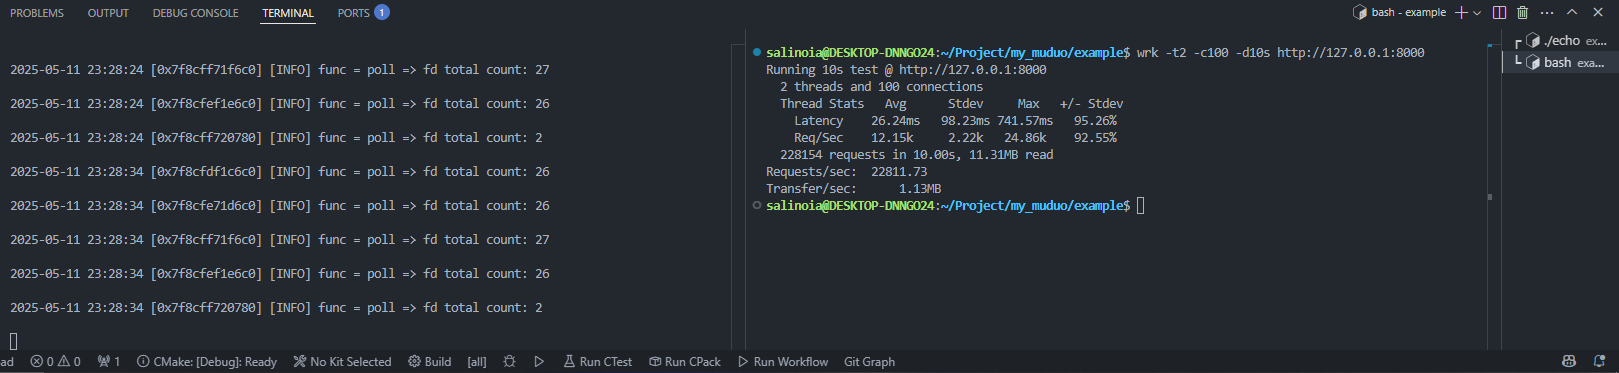 PROBLEMS OUTPUT DEBUG CONSOLE TERMINAL PORTS 1
bash - example
2025-05-11 23:28:24 [0x7f8cff71f6c0] [INFO] func = poll => fd total count: 27
2025-05-11 23:28:24 [0x7f8cfef1e6c0] [INFO] func = poll => fd total count: 26
2025-05-11 23:28:24 [0x7f8cff720780] [INFO] func = poll => fd total count: 2
2025-05-11 23:28:34 [0x7f8cfdf1c6c0] [INFO] func = poll => fd total count: 26
2025-05-11 23:28:34 [0x7f8cfe71d6c0] [INFO] func = poll => fd total count: 26
2025-05-11 23:28:34 [0x7f8cff71f6c0] [INFO] func = poll => fd total count: 27
2025-05-11 23:28:34 [0x7f8cfef1e6c0] [INFO] func = poll => fd total count: 26
2025-05-11 23:28:34 [0x7f8cff720780] [INFO] func = poll => fd total count: 2
salinoia@DESKTOP-DNNGO24:~/Project/my_muduo/example$ wrk -t2 -c100 -d10s http://127.0.0.1:8000
Running 10s test @ http://127.0.0.1:8000
2 threads and 100 connections
Thread Stats Avg Stdev Max +/- Stdev
Latency 26.24ms 98.23ms 741.57ms 95.26%
Req/Sec 12.15k 2.22k 24.86k 92.55%
228154 requests in 10.00s, 11.31MB read
Requests/sec: 22811.73
Transfer/sec: 1.13MB
salinoia@DESKTOP-DNNGO24:~/Project/my_muduo/example$
./echo ex...
bash exa...
ad 0 0 1 CMake: [Debug]: Ready No Kit Selected Build [all] Run CTest Run CPack Run Workflow Git Graph